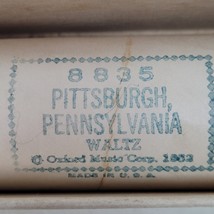 8835
PITTSBURGH,
PENNSYLVANIA
WALTZ
©. Oxford Music Corp. 1952
MADE IN U.S.A.